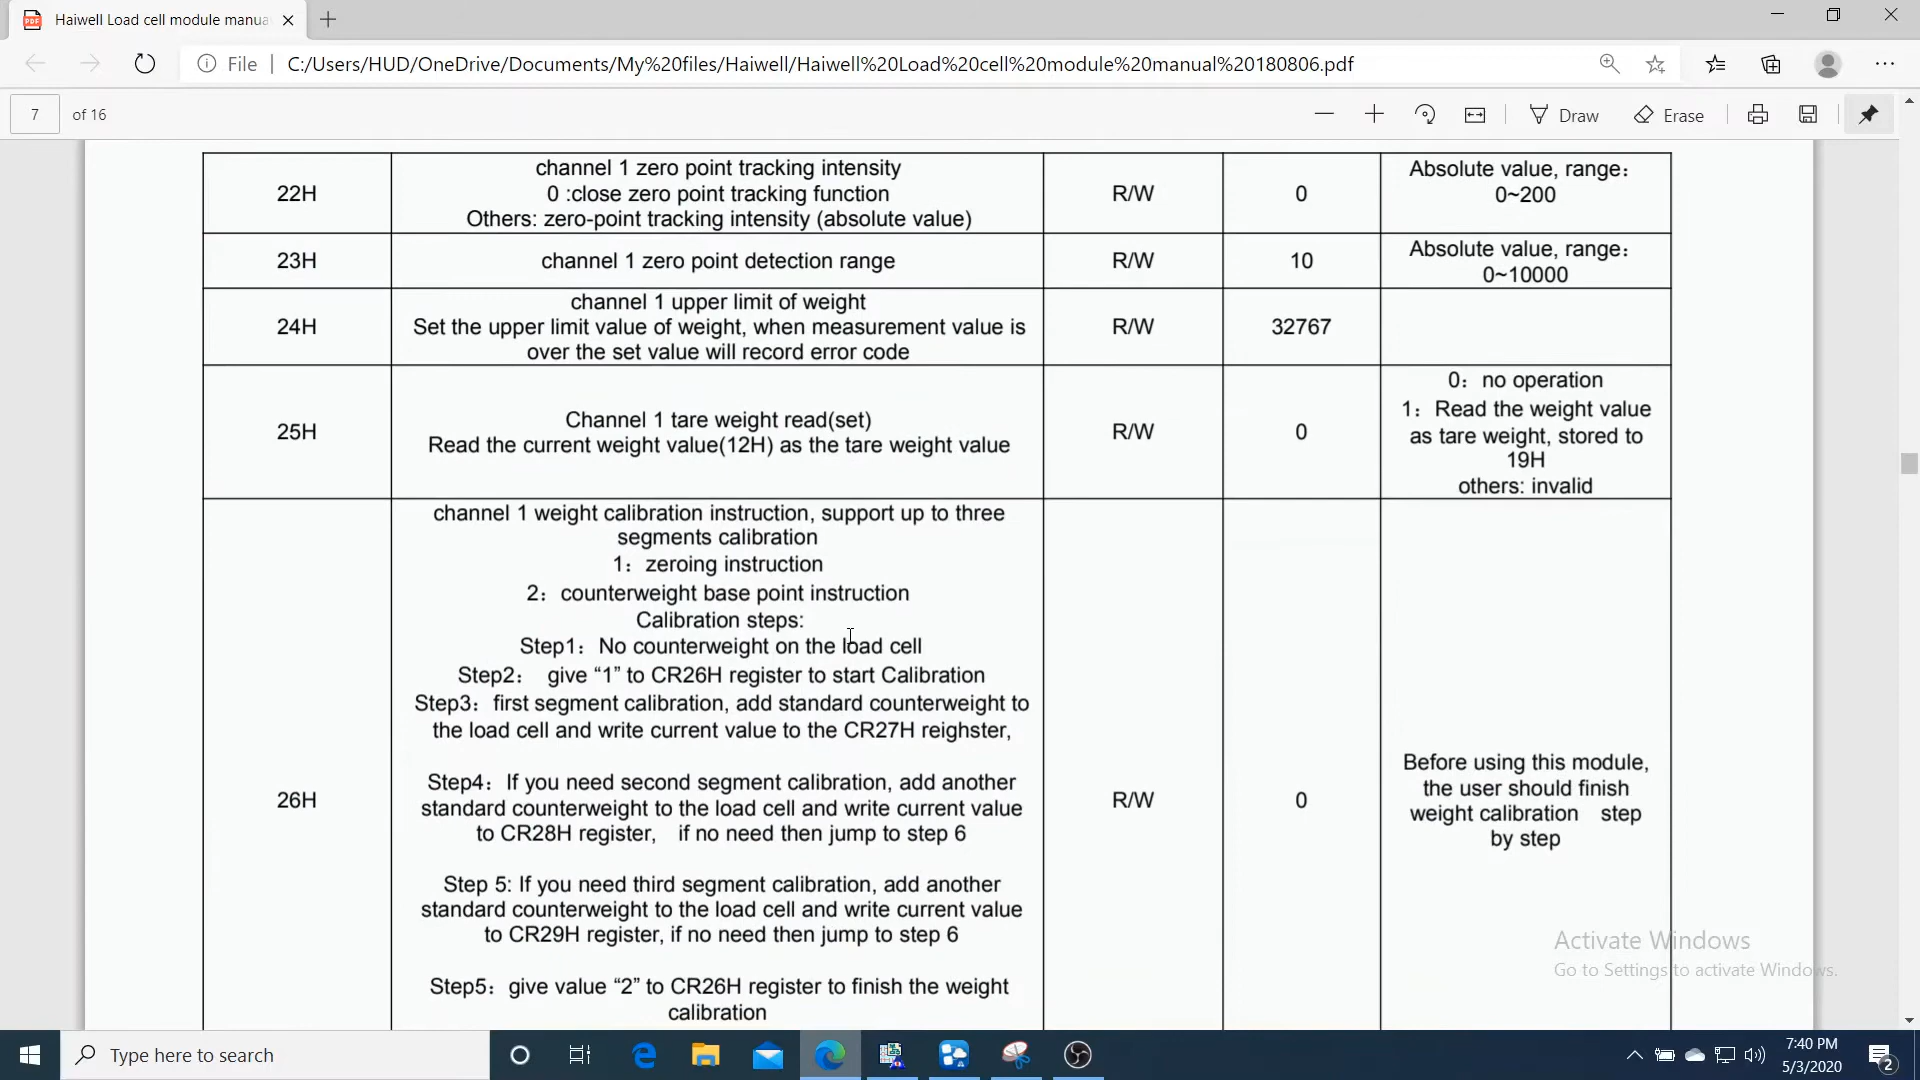 Haiwell Load cell module manua
File
C:/Users/HUD/OneDrive/Documents/My%20files/Haiwell/Haiwell%20Load%20cell%20module%20manual%20180806.pdf
7 of 16
Draw
Erase
22H
channel 1 zero point tracking intensity
0 :close zero point tracking function
Others: zero-point tracking intensity (absolute value)
R/W
0
Absolute value, range：
0~200
23H
channel 1 zero point detection range
R/W
10
Absolute value, range：
0~10000
24H
channel 1 upper limit of weight
Set the upper limit value of weight, when measurement value is
over the set value will record error code
R/W
32767
25H
Channel 1 tare weight read(set)
Read the current weight value(12H) as the tare weight value
R/W
0
0：no operation
1：Read the weight value
as tare weight, stored to
19H
others: invalid
26H
channel 1 weight calibration instruction, support up to three
segments calibration
1：zeroing instruction
2：counterweight base point instruction
Calibration steps:
Step1：No counterweight on the load cell
Step2： give “1” to CR26H register to start Calibration
Step3：first segment calibration, add standard counterweight to
the load cell and write current value to the CR27H reighster,
Step4：If you need second segment calibration, add another
standard counterweight to the load cell and write current value
to CR28H register, if no need then jump to step 6
Step 5: If you need third segment calibration, add another
standard counterweight to the load cell and write current value
to CR29H register, if no need then jump to step 6
Step5：give value “2” to CR26H register to finish the weight
calibration
R/W
0
Before using this module,
the user should finish
weight calibration step
by step
Activate Windows
Go to Settings to activate Windows.
Type here to search
7:40 PM
5/3/2020
2